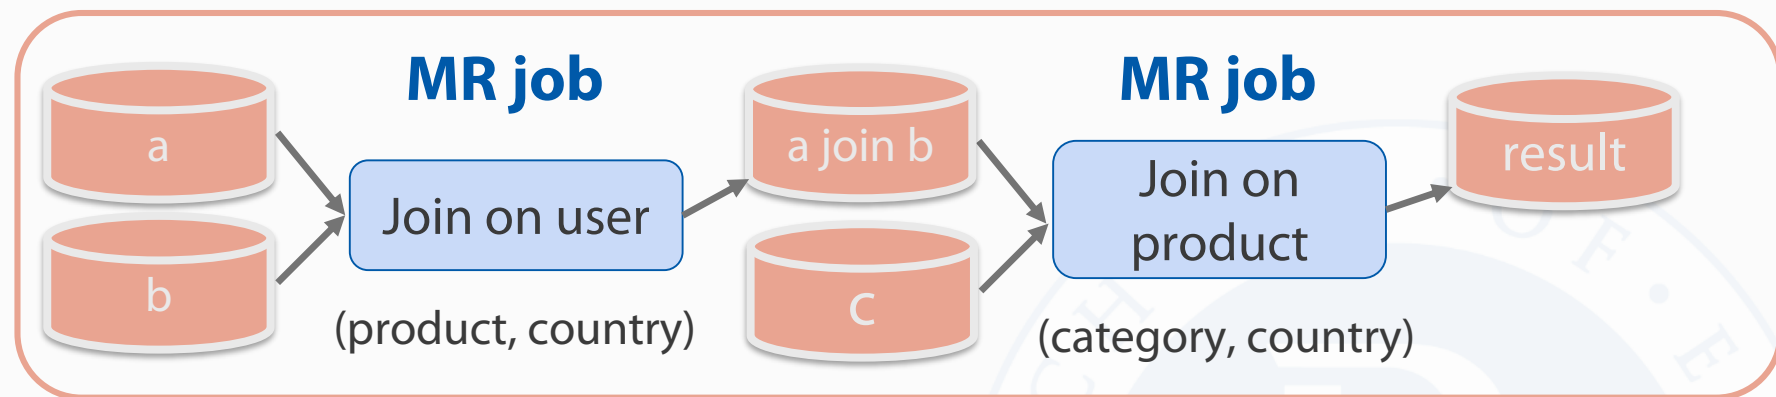 MR job
MR job
a
b
Join on user
(product, country)
a join b
C
Join on
product
(category, country)
result